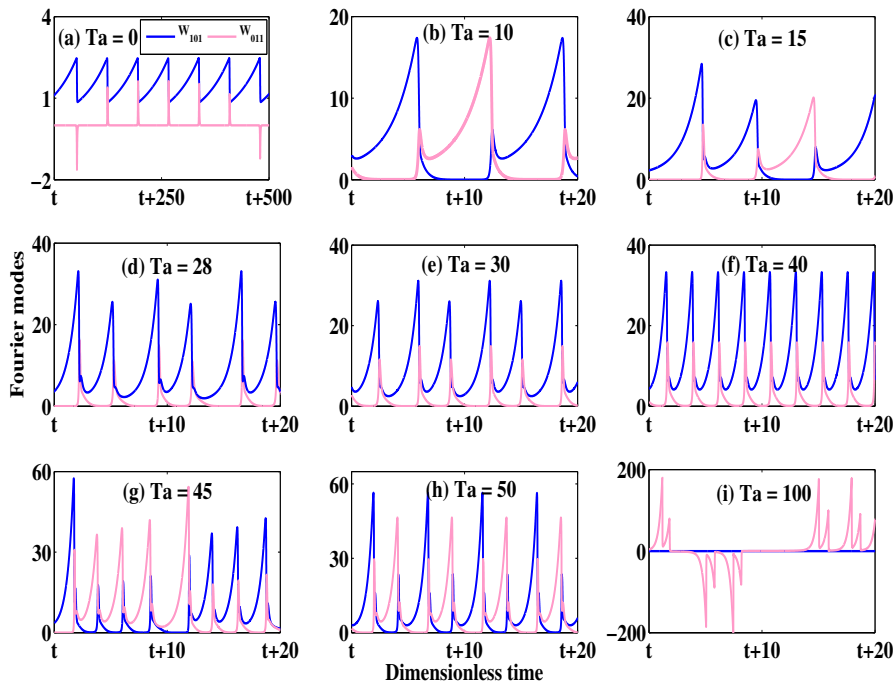 (a) Ta = 0
W101 W011
4
1
−2
t t+250 t+500
(b) Ta = 10
20
10
0
t t+10 t+20
(c) Ta = 15
40
20
0
t t+10 t+20
Fourier modes
(d) Ta = 28
40
20
0
t t+10 t+20
(e) Ta = 30
40
20
0
t t+10 t+20
(f) Ta = 40
40
20
0
t t+10 t+20
(g) Ta = 45
60
30
0
t t+10 t+20
(h) Ta = 50
60
30
0
t t+10 t+20
(i) Ta = 100
200
0
−200
t t+10 t+20
Dimensionless time